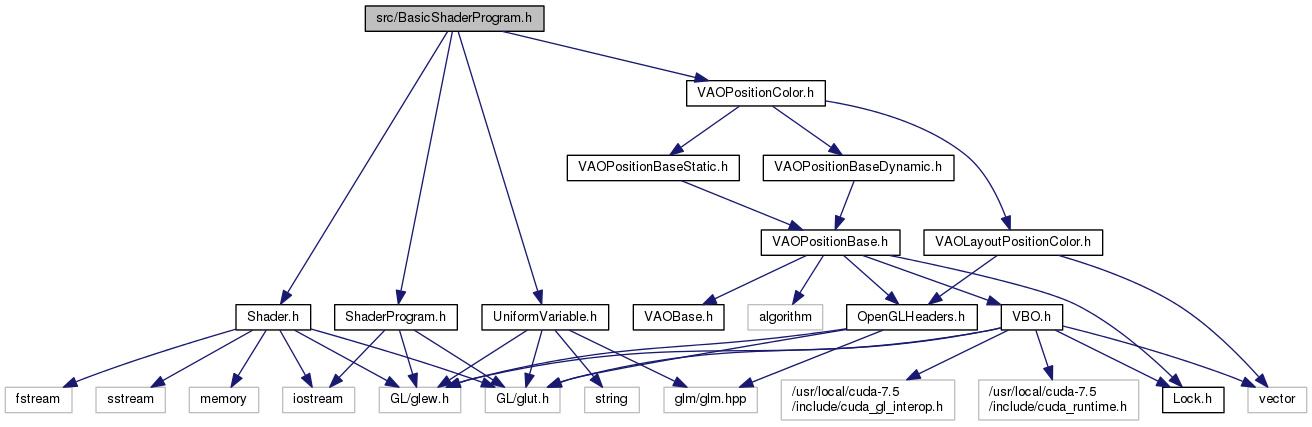 src/BasicShaderProgram.h
VAOPositionColor.h
VAOPositionBaseStatic.h
VAOPositionBaseDynamic.h
VAOPositionBase.h
VAOLayoutPositionColor.h
Shader.h
ShaderProgram.h
UniformVariable.h
VAOBase.h
algorithm
OpenGLHeaders.h
VBO.h
fstream
sstream
memory
iostream
GL/glew.h
GL/glut.h
string
glm/glm.hpp
/usr/local/cuda-7.5
/include/cuda_gl_interop.h
/usr/local/cuda-7.5
/include/cuda_runtime.h
Lock.h
vector